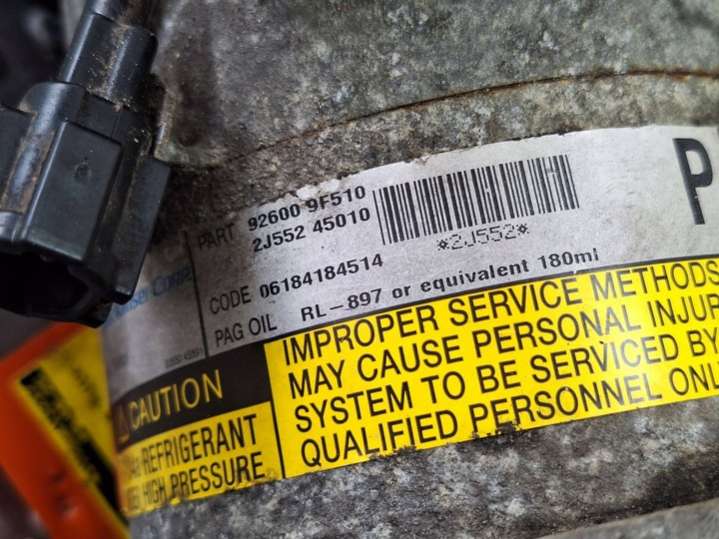 PART 92600 9F510
2J552 45010
*2J552*
P
CODE 06184184514
PAG OIL RL-897 or equivalent 180ml
CAUTION
REFRIGERANT
HIGH PRESSURE
IMPROPER SERVICE METHODS
MAY CAUSE PERSONAL INJUR
SYSTEM TO BE SERVICED BY
QUALIFIED PERSONNEL ONL